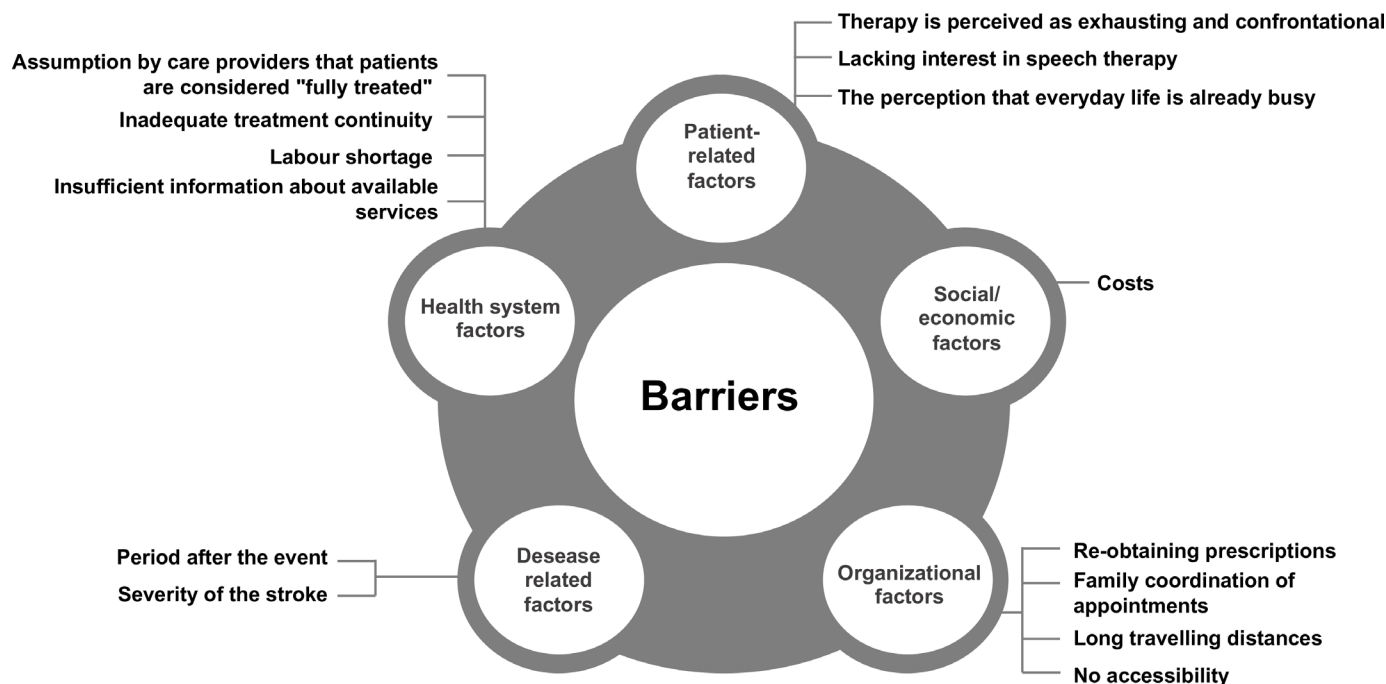 Therapy is perceived as exhausting and confrontational
Lacking interest in speech therapy
The perception that everyday life is already busy
Patient-
related
factors
Assumption by care providers that patients
are considered "fully treated"
Inadequate treatment continuity
Labour shortage
Insufficient information about available
services
Health system
factors
Social/
economic
factors
Costs
Barriers
Period after the event
Severity of the stroke
Desease
related
factors
Organizational
factors
Re-obtaining prescriptions
Family coordination of
appointments
Long travelling distances
No accessibility